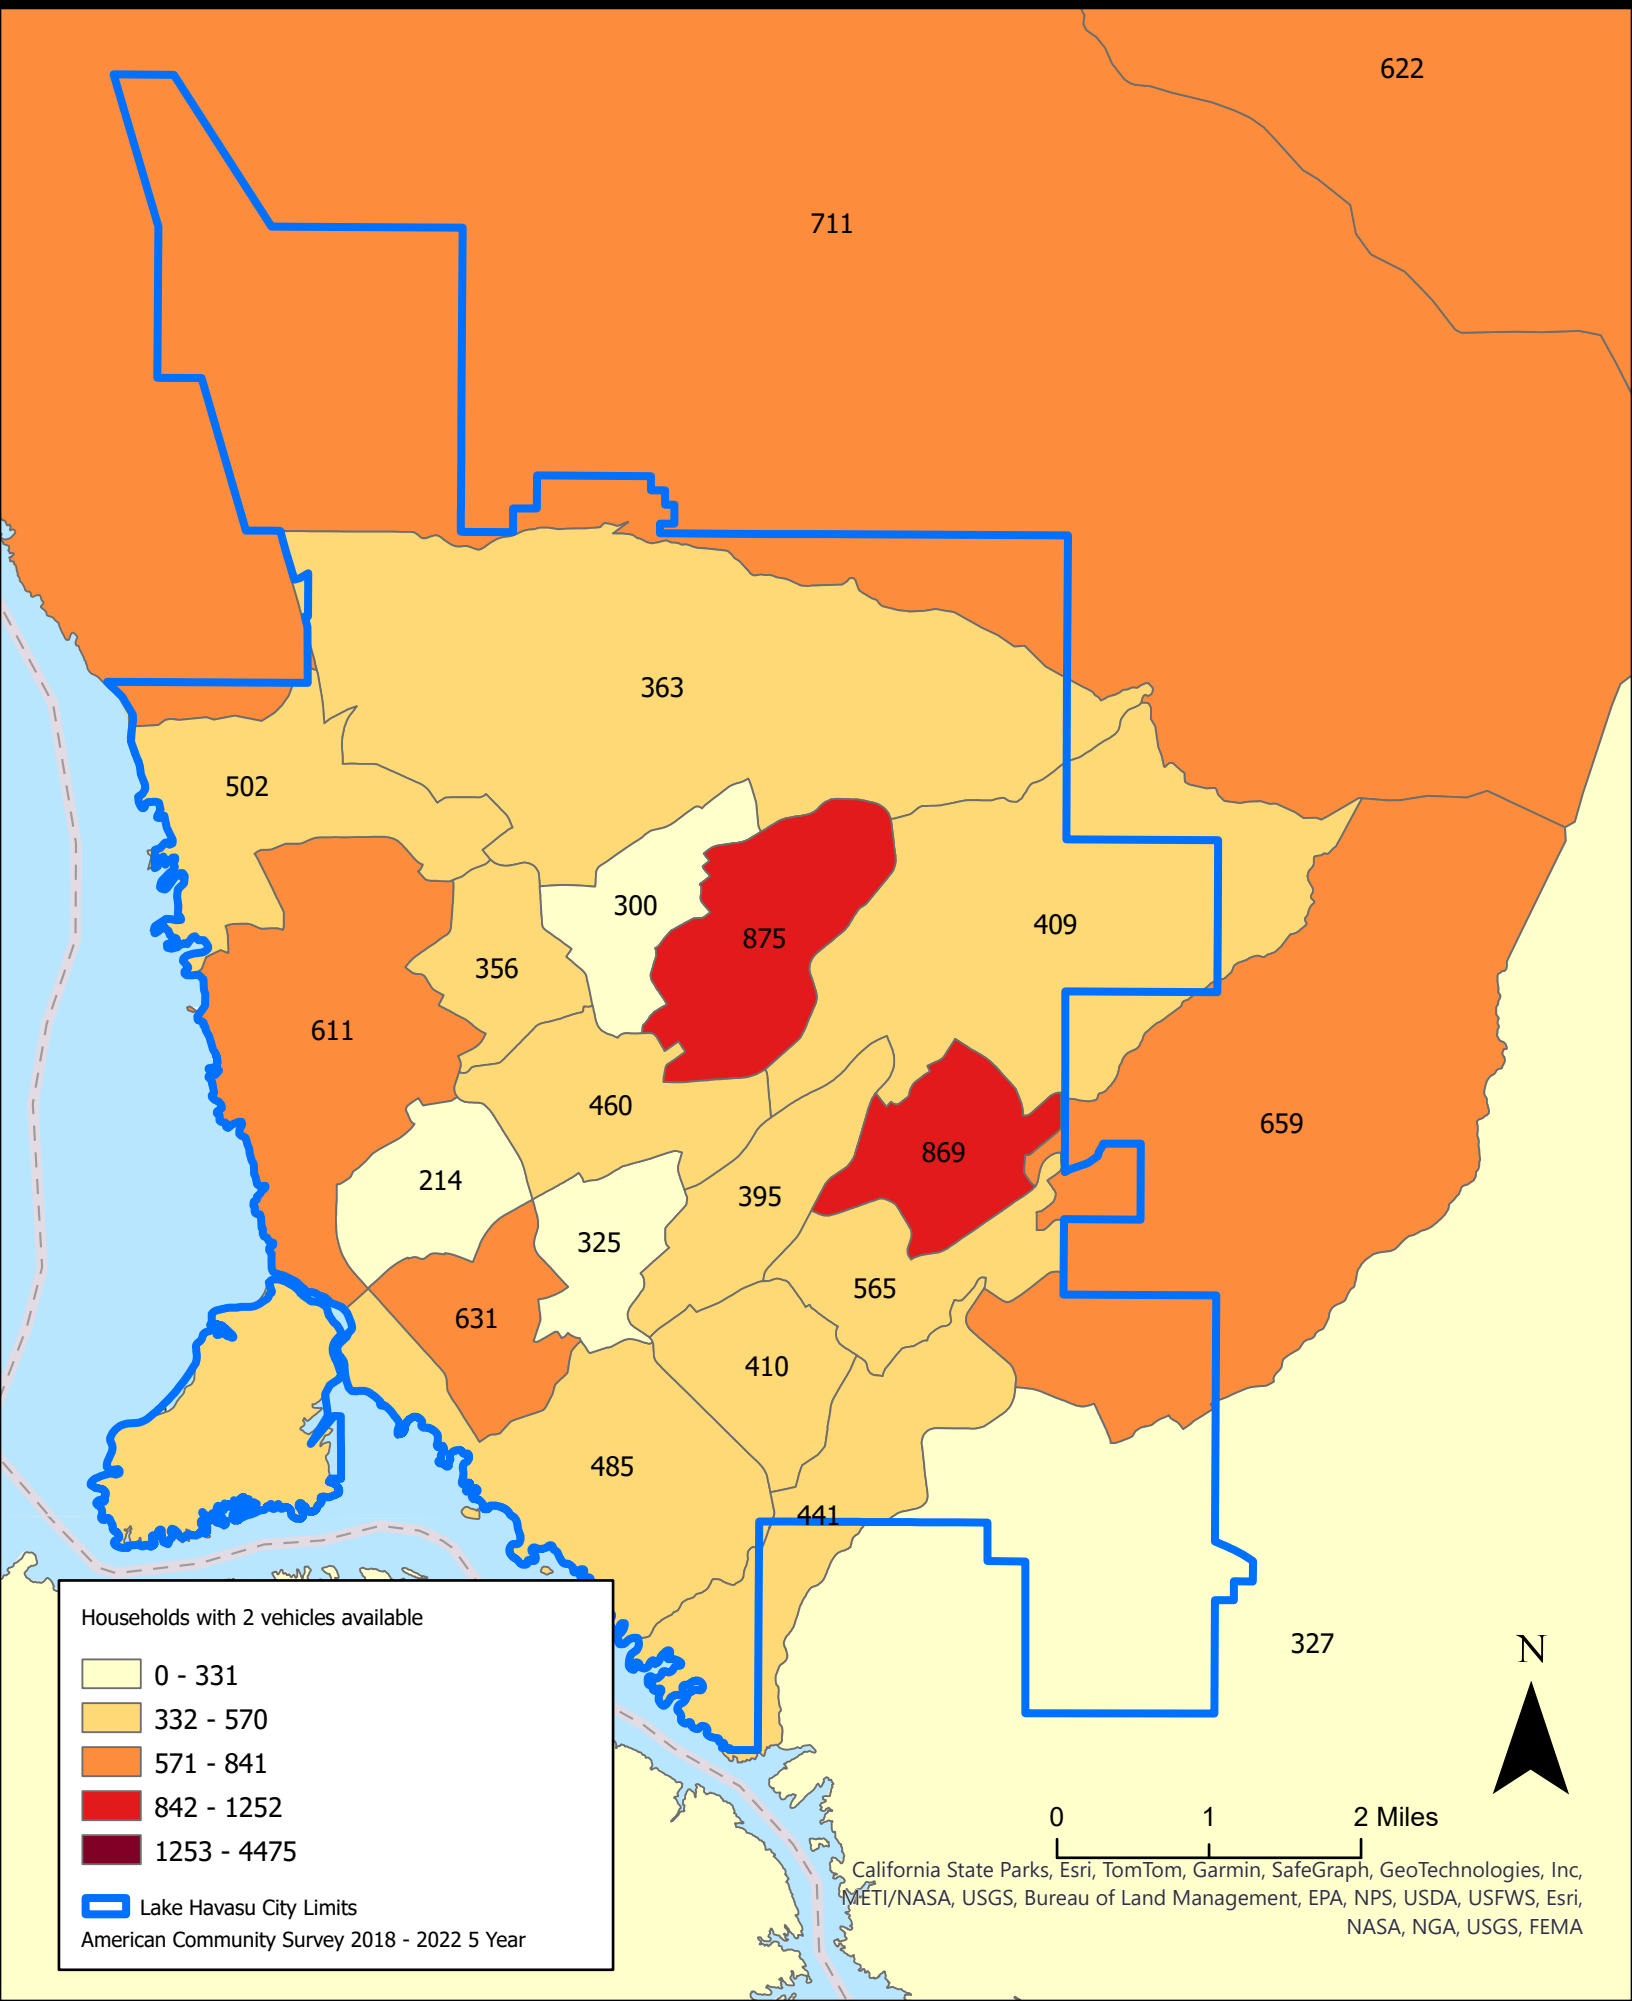 622
711
363
502
300
875
409
356
611
460
659
869
214
395
325
565
631
410
485
441
327
N
Households with 2 vehicles available
0 - 331
332 - 570
571 - 841
842 - 1252
1253 - 4475
Lake Havasu City Limits
American Community Survey 2018 - 2022 5 Year
0 1 2 Miles
California State Parks, Esri, TomTom, Garmin, SafeGraph, GeoTechnologies, Inc,
METI/NASA, USGS, Bureau of Land Management, EPA, NPS, USDA, USFWS, Esri,
NASA, NGA, USGS, FEMA